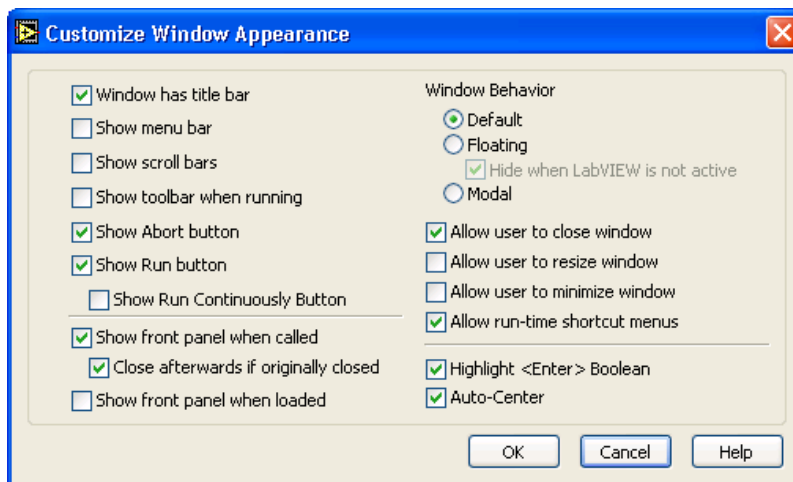 Customize Window Appearance
Window has title bar
Show menu bar
Show scroll bars
Show toolbar when running
Show Abort button
Show Run button
Show Run Continuously Button
Show front panel when called
Close afterwards if originally closed
Show front panel when loaded
Window Behavior
Default
Floating
Hide when LabVIEW is not active
Modal
Allow user to close window
Allow user to resize window
Allow user to minimize window
Allow run-time shortcut menus
Highlight <Enter> Boolean
Auto-Center
OK
Cancel
Help